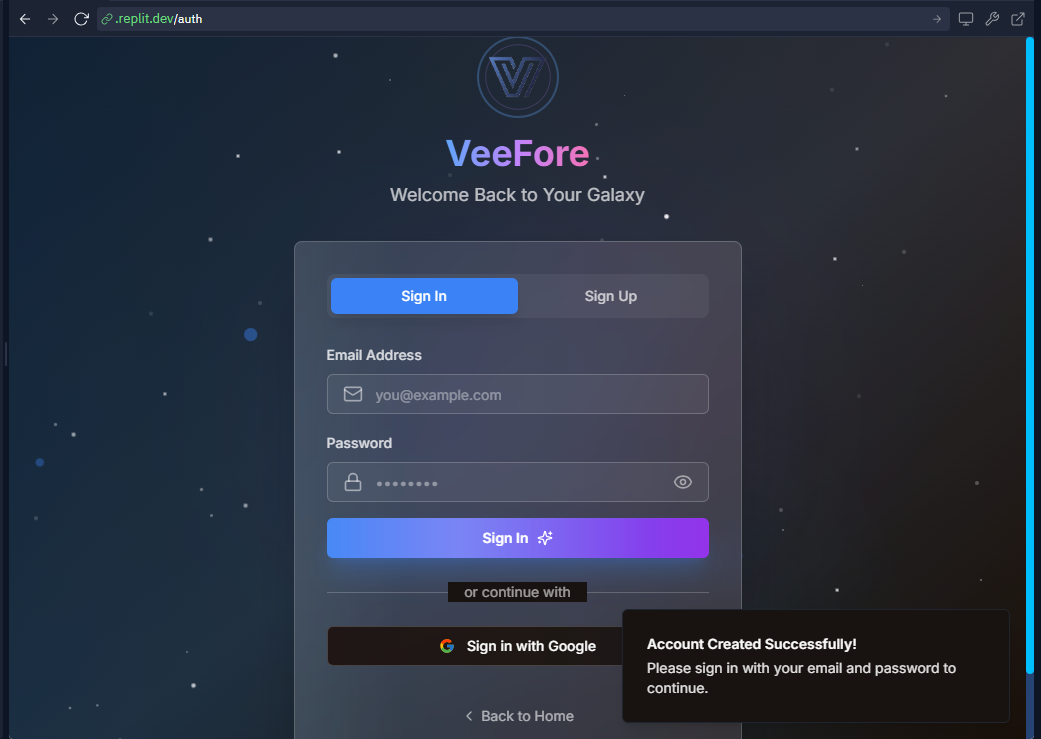 .replit.dev/auth
VeeFore
Welcome Back to Your Galaxy
Sign In
Sign Up
Email Address
you@example.com
Password
Sign In
or continue with
Sign in with Google
Back to Home
Account Created Successfully!
Please sign in with your email and password to
continue.